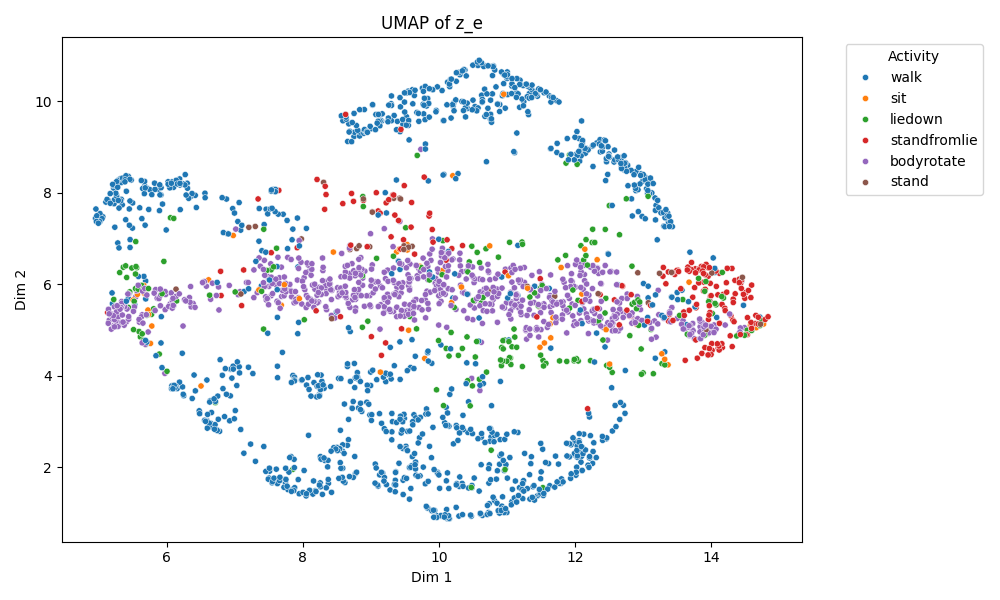 UMAP of z_e
Activity
walk
sit
liedown
standfromlie
bodyrotate
stand
Dim 2
10
8
6
4
2
6 8 10 12 14
Dim 1